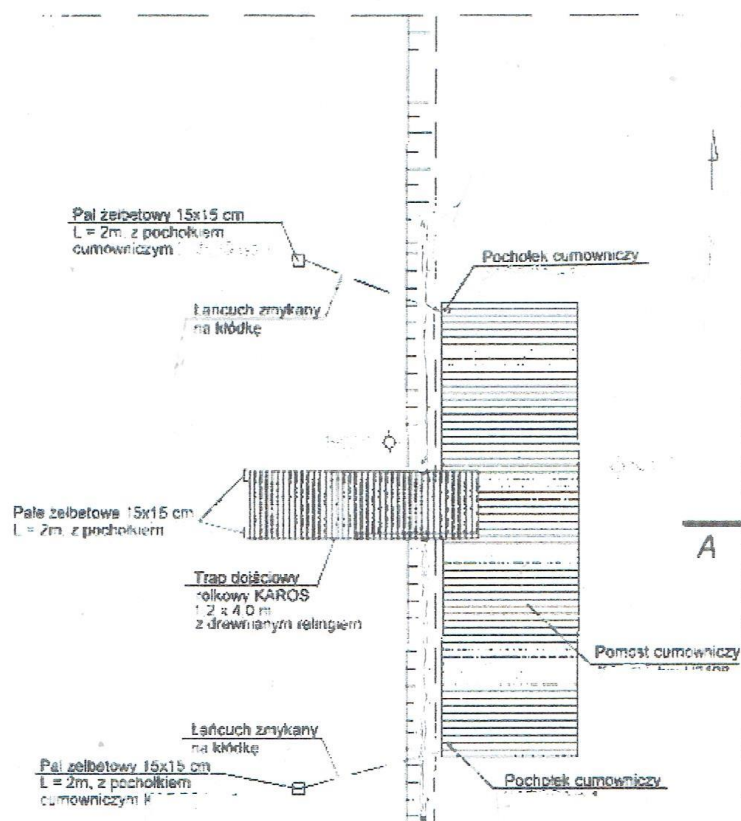 Pal żelbetowy 15x15 cm
L = 2m, z pochołkiem
cumowniczym
Pochołek cumowniczy
Łancuch zmykany
na kłódkę
Pale żelbetowe 15x15 cm
L = 2m, z pochołkiem
A
Trap dojściowy
rolkowy KAROS
1.2 x 4.0 m
z drewnianym relingiem
Pomost cumowniczy
Łańcuch zmykany
na kłódkę
Pal żelbetowy 15x15 cm
L = 2m, z pochołkiem
cumowniczym
Pochołek cumowniczy